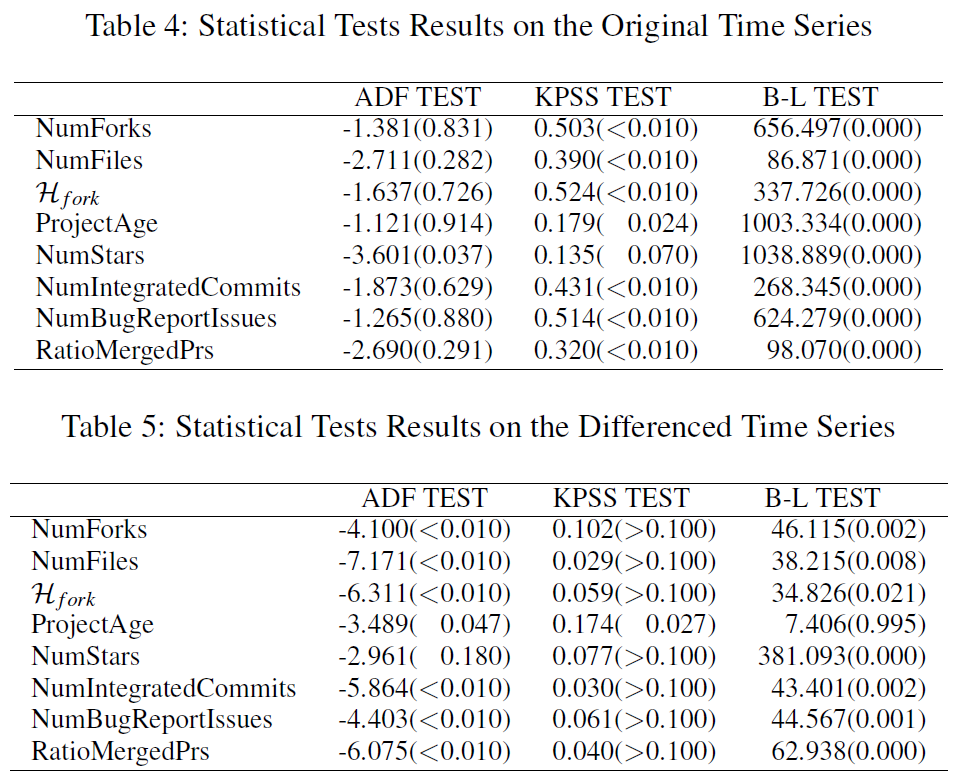 Table 4: Statistical Tests Results on the Original Time Series
ADF TEST KPSS TEST B-L TEST
NumForks -1.381(0.831) 0.503(<0.010) 656.497(0.000)
NumFiles -2.711(0.282) 0.390(<0.010) 86.871(0.000)
ℋfork -1.637(0.726) 0.524(<0.010) 337.726(0.000)
ProjectAge -1.121(0.914) 0.179( 0.024) 1003.334(0.000)
NumStars -3.601(0.037) 0.135( 0.070) 1038.889(0.000)
NumIntegratedCommits -1.873(0.629) 0.431(<0.010) 268.345(0.000)
NumBugReportIssues -1.265(0.880) 0.514(<0.010) 624.279(0.000)
RatioMergedPrs -2.690(0.291) 0.320(<0.010) 98.070(0.000)
Table 5: Statistical Tests Results on the Differenced Time Series
ADF TEST KPSS TEST B-L TEST
NumForks -4.100(<0.010) 0.102(>0.100) 46.115(0.002)
NumFiles -7.171(<0.010) 0.029(>0.100) 38.215(0.008)
ℋfork -6.311(<0.010) 0.059(>0.100) 34.826(0.021)
ProjectAge -3.489( 0.047) 0.174( 0.027) 7.406(0.995)
NumStars -2.961( 0.180) 0.077(>0.100) 381.093(0.000)
NumIntegratedCommits -5.864(<0.010) 0.030(>0.100) 43.401(0.002)
NumBugReportIssues -4.403(<0.010) 0.061(>0.100) 44.567(0.001)
RatioMergedPrs -6.075(<0.010) 0.040(>0.100) 62.938(0.000)